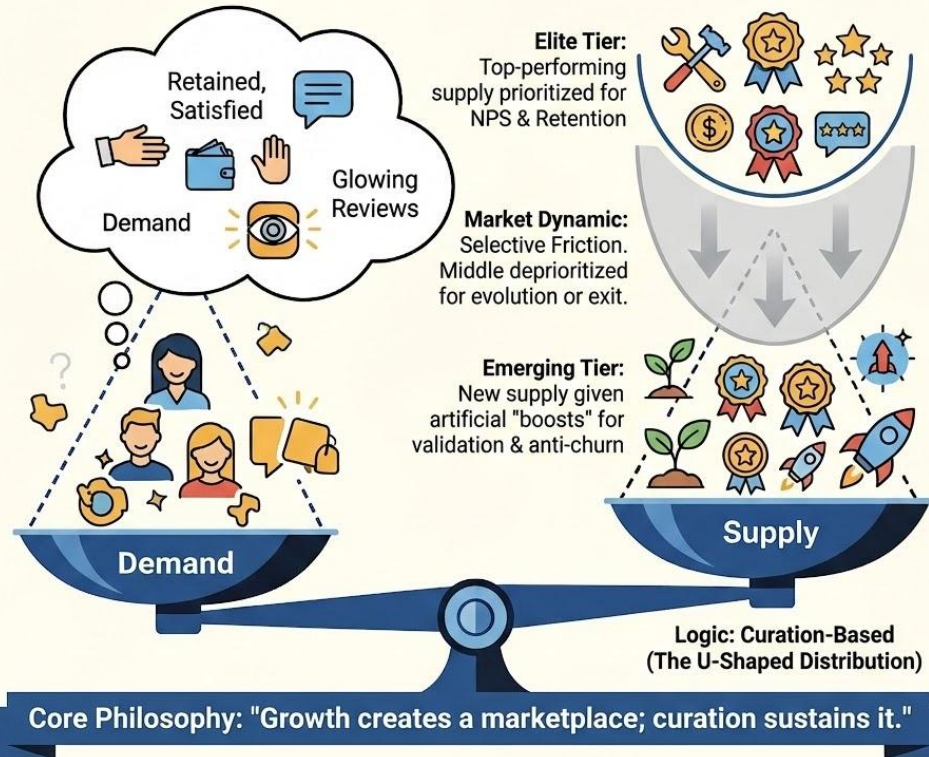 Retained,
Satisfied
Glowing
Reviews
Demand
?
Elite Tier:
Top-performing
supply prioritized for
NPS & Retention
$
Market Dynamic:
Selective Friction.
Middle deprioritized
for evolution or exit.
Emerging Tier:
New supply given
artificial "boosts" for
validation & anti-churn
Demand
Supply
Logic: Curation-Based
(The U-Shaped Distribution)
Core Philosophy: "Growth creates a marketplace; curation sustains it."